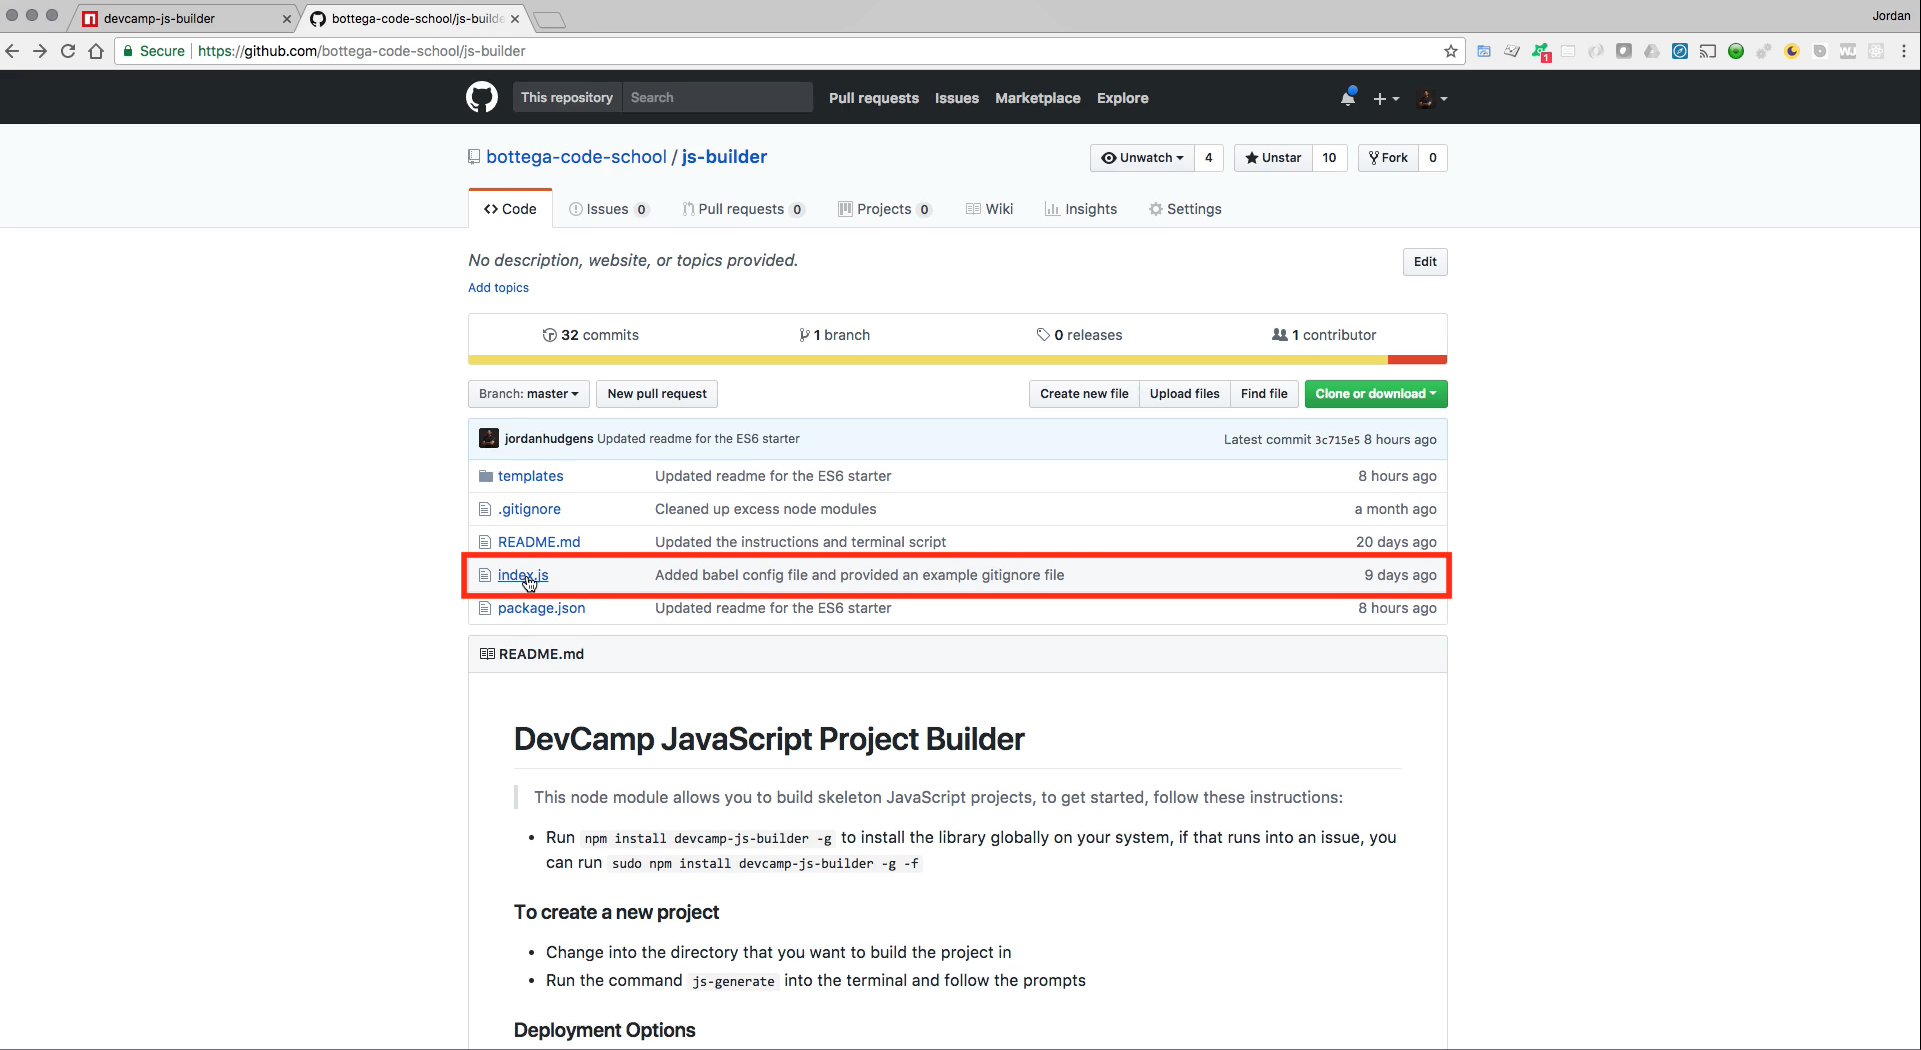 devcamp-js-builder
bottega-code-school/js-builde
Jordan
Secure https://github.com/bottega-code-school/js-builder
1
This repository Search Pull requests Issues Marketplace Explore
bottega-code-school / js-builder
Unwatch 4 Unstar 10 Fork 0
Code Issues 0 Pull requests 0 Projects 0 Wiki Insights Settings
No description, website, or topics provided. Edit
Add topics
32 commits 1 branch 0 releases 1 contributor
Branch: master New pull request Create new file Upload files Find file Clone or download
jordanhudgens Updated readme for the ES6 starter Latest commit 3c715e5 8 hours ago
templates Updated readme for the ES6 starter 8 hours ago
.gitignore Cleaned up excess node modules a month ago
README.md Updated the instructions and terminal script 20 days ago
index.js Added babel config file and provided an example gitignore file 9 days ago
package.json Updated readme for the ES6 starter 8 hours ago
README.md
DevCamp JavaScript Project Builder
This node module allows you to build skeleton JavaScript projects, to get started, follow these instructions:
• Run npm install devcamp-js-builder -g to install the library globally on your system, if that runs into an issue, you
can run sudo npm install devcamp-js-builder -g -f
To create a new project
• Change into the directory that you want to build the project in
• Run the command js-generate into the terminal and follow the prompts
Deployment Options